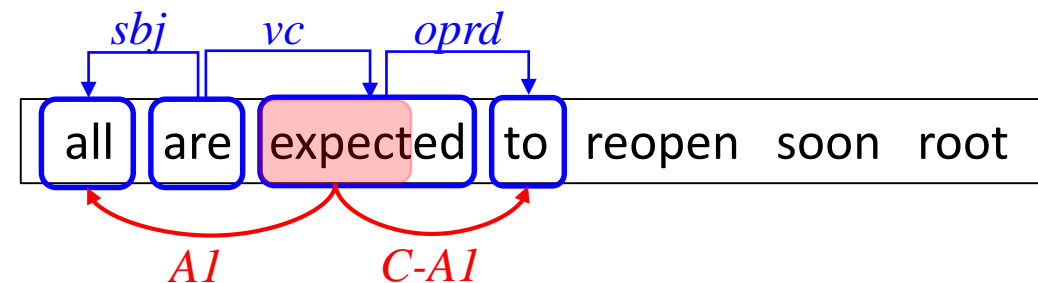 sbj vc oprd
all are expected to reopen soon root
A1 C-A1